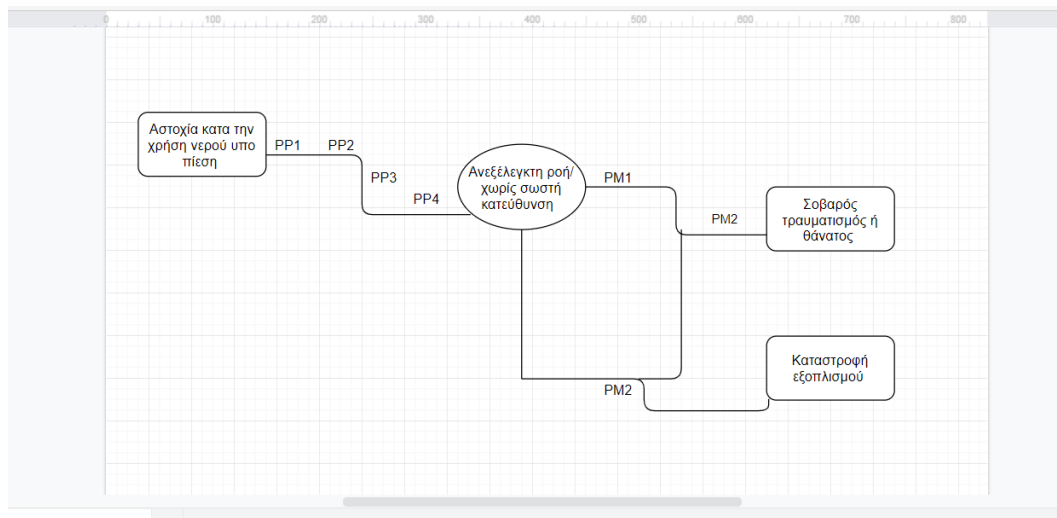 0 100 200 300 400 500 600 700 800
Αστοχία κατα την
χρήση νερού υπο
πίεση
PP1 PP2
PP3
PP4
Ανεξέλεγκτη ροή/
χωρίς σωστή
κατεύθυνση
PM1
PM2
Σοβαρός
τραυματισμός ή
θάνατος
PM2
Καταστροφή
εξοπλισμού